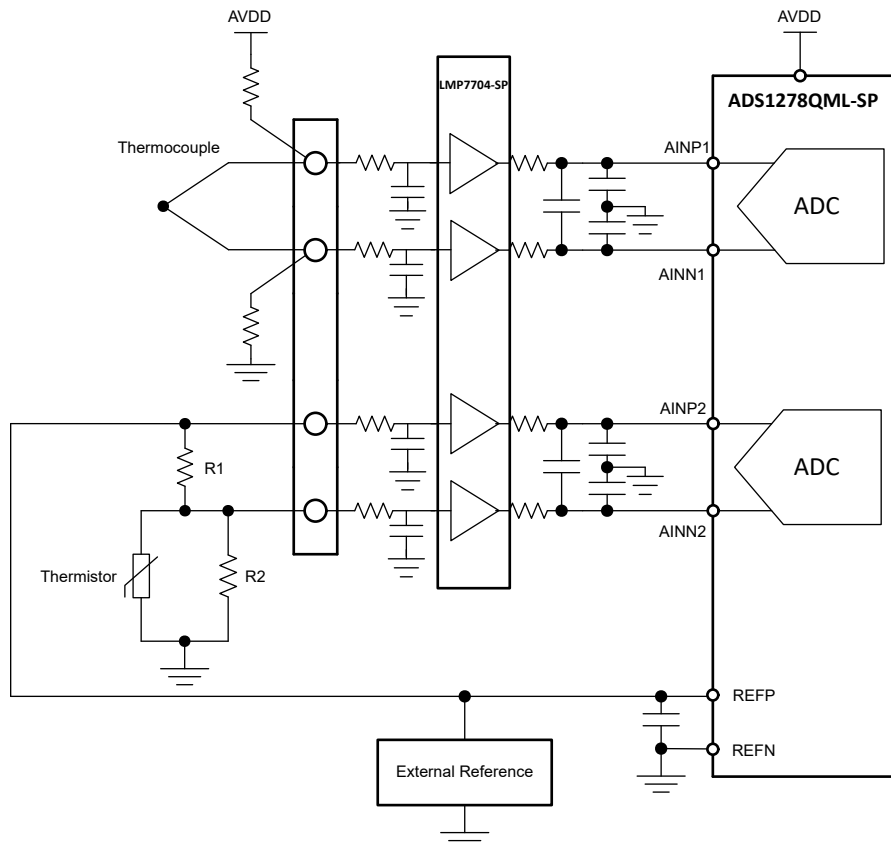 AVDD
AVDD
LMP7704-SP
ADS1278QML-SP
Thermocouple
AINP1
ADC
AINN1
AINP2
R1
ADC
AINN2
Thermistor
R2
REFP
REFN
External Reference